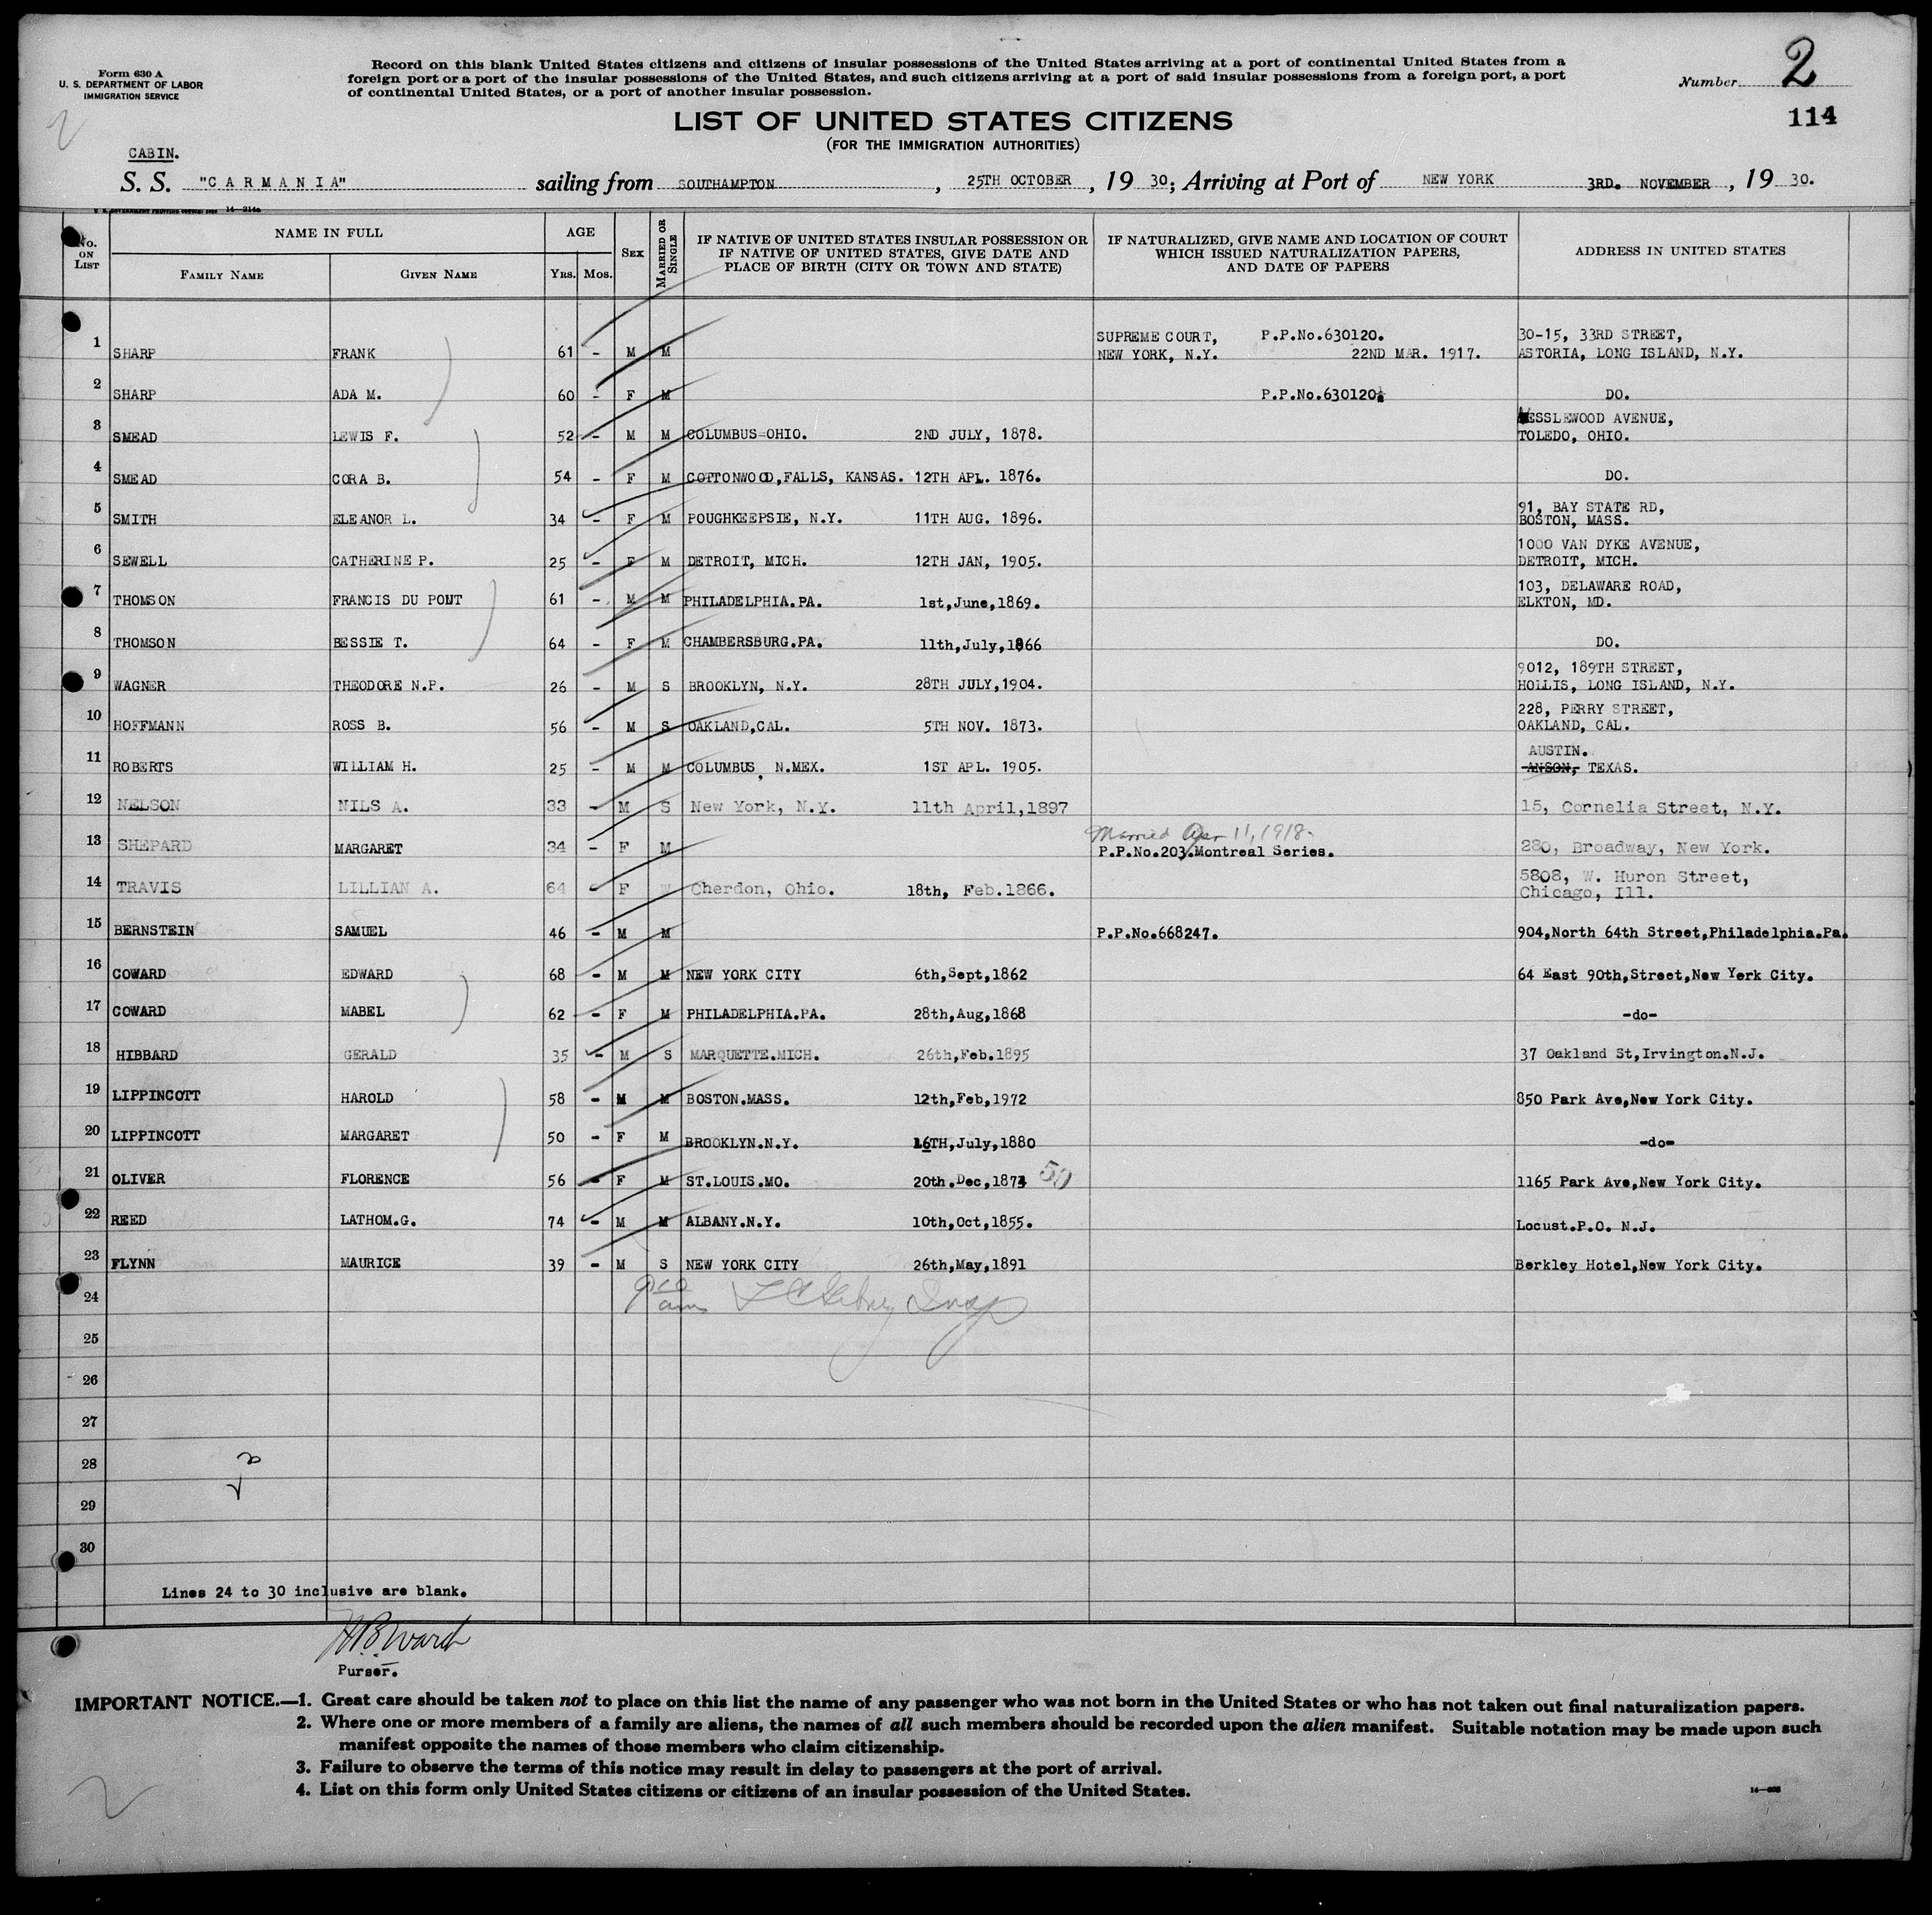 Form 630 A
U. S. DEPARTMENT OF LABOR
IMMIGRATION SERVICE
Record on this blank United States citizens and citizens of insular possessions of the United States arriving at a port of continental United States from a
foreign port or a port of the insular possessions of the United States, and such citizens arriving at a port of said insular possessions from a foreign port, a port
of continental United States, or a port of another insular possession.
Number 2
114
2
LIST OF UNITED STATES CITIZENS
(FOR THE IMMIGRATION AUTHORITIES)
CABIN.
S. S. "CARMANIA" sailing from SOUTHAMPTON, 25TH OCTOBER, 19 30; Arriving at Port of NEW YORK 3RD. NOVEMBER, 19 30.
No. ON LIST NAME IN FULL AGE SEX MARRIED OR SINGLE IF NATIVE OF UNITED STATES INSULAR POSSESSION OR IF NATIVE OF UNITED STATES, GIVE DATE AND PLACE OF BIRTH (CITY OR TOWN AND STATE) IF NATURALIZED, GIVE NAME AND LOCATION OF COURT WHICH ISSUED NATURALIZATION PAPERS, AND DATE OF PAPERS ADDRESS IN UNITED STATES
FAMILY NAME GIVEN NAME YRS. MOS.
1 SHARP FRANK 61 - M M SUPREME COURT, P.P.No.630120. NEW YORK, N.Y. 22ND MAR. 1917. 30-15, 33RD STREET, ASTORIA, LONG ISLAND, N.Y.
2 SHARP ADA M. 60 - F M P.P.No.630120½ DO.
3 SMEAD LEWIS F. 52 - M M COLUMBUS-OHIO. 2ND JULY, 1878. ESSLEWOOD AVENUE, TOLEDO, OHIO.
4 SMEAD CORA B. 54 - F M COTTONWOOD,FALLS, KANSAS. 12TH APL. 1876. DO.
5 SMITH ELEANOR L. 34 - F M POUGHKEEPSIE, N.Y. 11TH AUG. 1896. 91, BAY STATE RD, BOSTON, MASS.
6 SEWELL CATHERINE P. 25 - F M DETROIT, MICH. 12TH JAN, 1905. 1000 VAN DYKE AVENUE, DETROIT, MICH.
7 THOMSON FRANCIS DU PONT 61 - M M PHILADELPHIA.PA. 1st,June,1869. 103, DELAWARE ROAD, ELKTON, MD.
8 THOMSON BESSIE T. 64 - F M CHAMBERSBURG.PA. 11th,July,1866 DO.
9 WAGNER THEODORE N.P. 26 - M S BROOKLYN, N.Y. 28TH JULY,1904. 9012, 189TH STREET, HOLLIS, LONG ISLAND, N.Y.
10 HOFFMANN ROSS B. 56 - M S OAKLAND,CAL. 5TH NOV. 1873. 228, PERRY STREET, OAKLAND, CAL.
11 ROBERTS WILLIAM H. 25 - M M COLUMBUS, N.MEX. 1ST APL. 1905. AUSTIN. ANSON, TEXAS.
12 NELSON NILS A. 33 - M S New York, N.Y. 11th April,1897 15, Cornelia Street, N.Y.
13 SHEPARD MARGARET 34 - F M Married Apr 11, 1918. P.P.No.203.Montreal Series. 280, Broadway, New York.
14 TRAVIS LILLIAN A. 64 - F W Cherdon, Ohio. 18th, Feb.1866. 5808, W. Huron Street, Chicago, Ill.
15 BERNSTEIN SAMUEL 46 - M M P.P.No.668247. 904,North 64th Street,Philadelphia.Pa.
16 COWARD EDWARD 68 - M M NEW YORK CITY 6th,Sept,1862 64 East 90th,Street,New York City.
17 COWARD MABEL 62 - F M PHILADELPHIA.PA. 28th,Aug,1868 -do-
18 HIBBARD GERALD 35 - M S MARQUETTE.MICH. 26th,Feb.1895 37 Oakland St,Irvington.N.J.
19 LIPPINCOTT HAROLD 58 - M M BOSTON.MASS. 12th,Feb,1972 850 Park Ave,New York City.
20 LIPPINCOTT MARGARET 50 - F M BROOKLYN.N.Y. 16TH,July,1880 -do-
21 OLIVER FLORENCE 56 - F M ST.LOUIS.MO. 20th.Dec,1873 50 1165 Park Ave,New York City.
22 REED LATHOM.G. 74 - M M ALBANY.N.Y. 10th,Oct,1855. Locust.P.O. N.J.
23 FLYNN MAURICE 39 - M S NEW YORK CITY 26th,May,1891 Berkley Hotel,New York City.
24
25
26
27
28
29
30
Lines 24 to 30 inclusive are blank.
H.B. Ward
Purser.
IMPORTANT NOTICE.—1. Great care should be taken not to place on this list the name of any passenger who was not born in the United States or who has not taken out final naturalization papers.
2. Where one or more members of a family are aliens, the names of all such members should be recorded upon the alien manifest. Suitable notation may be made upon such
manifest opposite the names of those members who claim citizenship.
3. Failure to observe the terms of this notice may result in delay to passengers at the port of arrival.
4. List on this form only United States citizens or citizens of an insular possession of the United States.
2